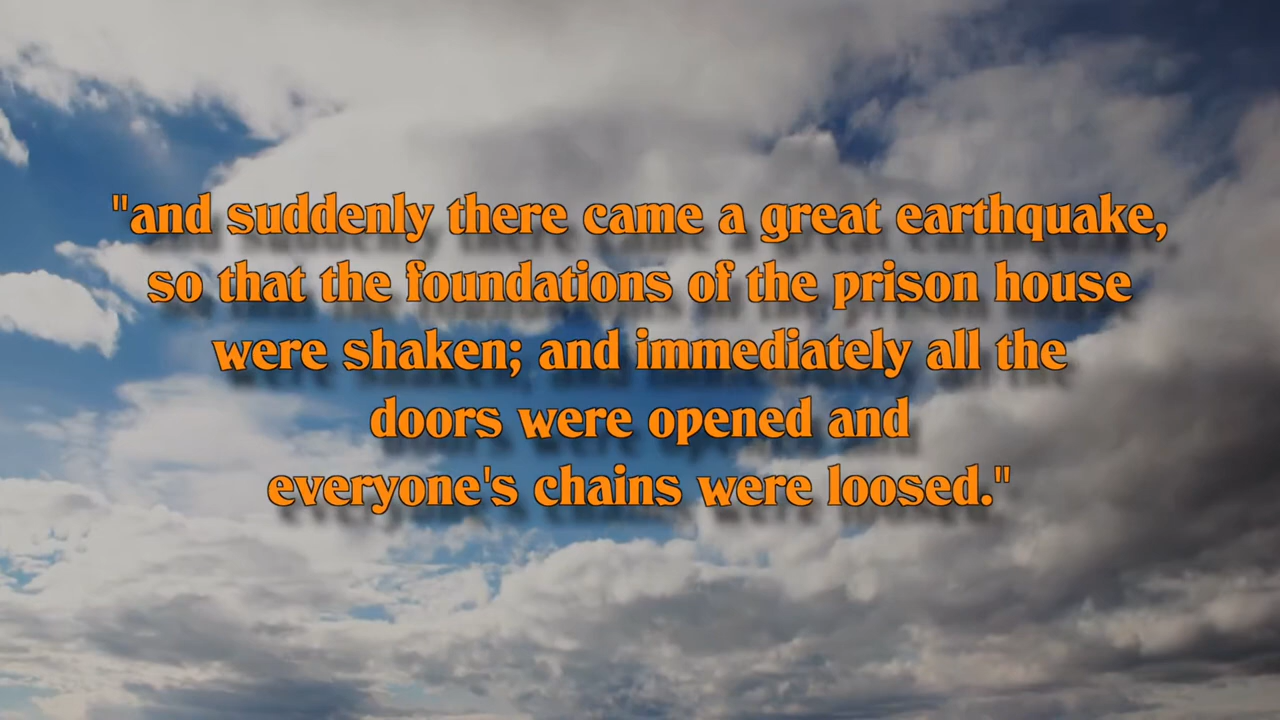 "and suddenly there came a great earthquake,
so that the foundations of the prison house
were shaken; and immediately all the
doors were opened and
everyone's chains were loosed."